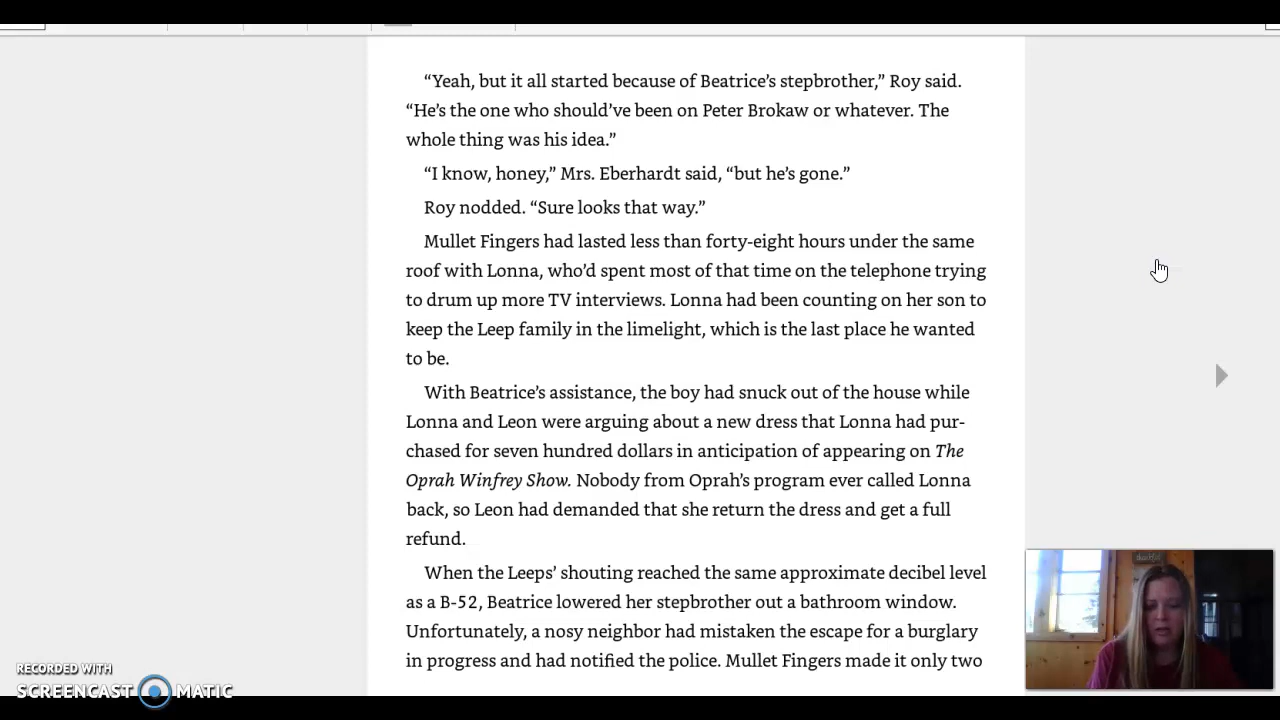 “Yeah, but it all started because of Beatrice’s stepbrother,” Roy said.
“He’s the one who should’ve been on Peter Brokaw or whatever. The
whole thing was his idea.”
“I know, honey,” Mrs. Eberhardt said, “but he’s gone.”
Roy nodded. “Sure looks that way.”
Mullet Fingers had lasted less than forty-eight hours under the same
roof with Lonna, who’d spent most of that time on the telephone trying
to drum up more TV interviews. Lonna had been counting on her son to
keep the Leep family in the limelight, which is the last place he wanted
to be.
With Beatrice’s assistance, the boy had snuck out of the house while
Lonna and Leon were arguing about a new dress that Lonna had pur-
chased for seven hundred dollars in anticipation of appearing on The
Oprah Winfrey Show. Nobody from Oprah’s program ever called Lonna
back, so Leon had demanded that she return the dress and get a full
refund.
When the Leeps’ shouting reached the same approximate decibel level
as a B-52, Beatrice lowered her stepbrother out a bathroom window.
Unfortunately, a nosy neighbor had mistaken the escape for a burglary
in progress and had notified the police. Mullet Fingers made it only two
RECORDED WITH
SCREENCAST MATIC